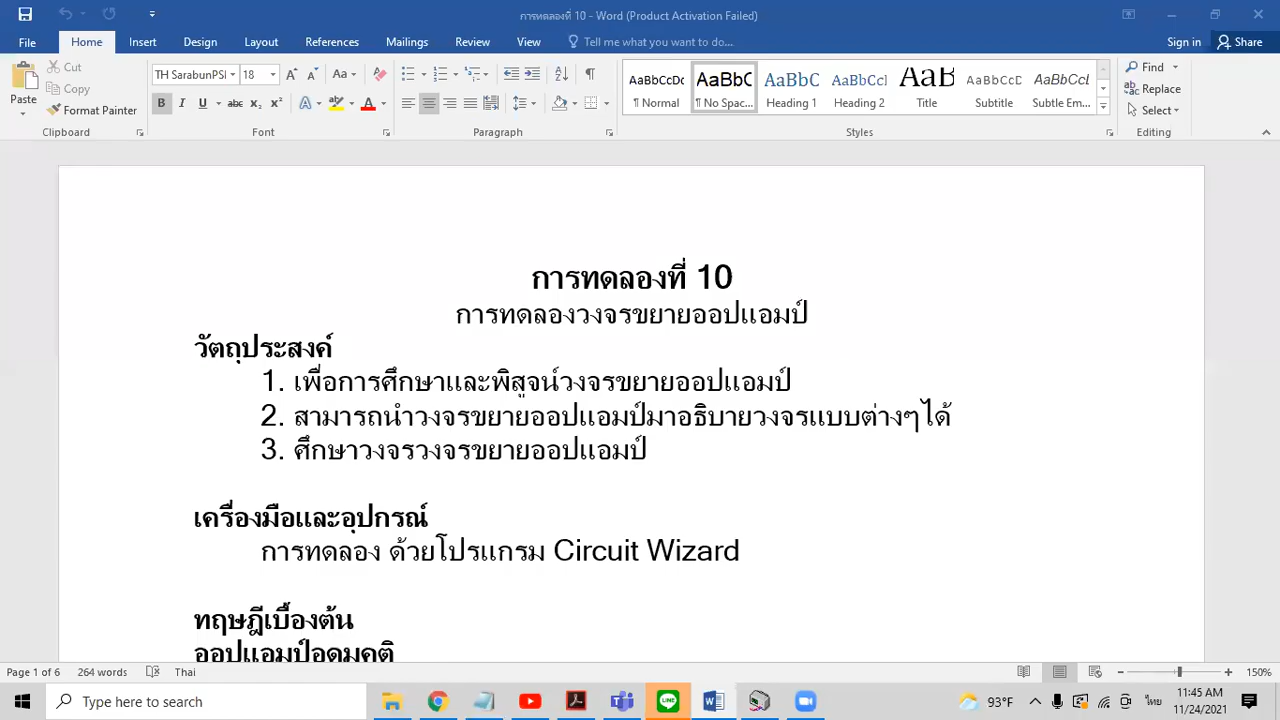 การทดลองที่ 10 - Word (Product Activation Failed)
File Home Insert Design Layout References Mailings Review View Tell me what you want to do... Sign in Share
Paste
Cut
Copy
Format Painter
Clipboard
TH SarabunPSK 18
Font
Paragraph
AaBbCcDc AaBbC AaBbC AaBbCcI AaB AaBbCcD AaBbCcL
¶ Normal ¶ No Spac... Heading 1 Heading 2 Title Subtitle Subtle Em...
Styles
Find
Replace
Select
Editing
การทดลองที่ 10
การทดลองวงจรขยายออปแอมป์
วัตถุประสงค์
1. เพื่อการศึกษาและพิสูจน์วงจรขยายออปแอมป์
2. สามารถนำวงจรขยายออปแอมป์มาอธิบายวงจรแบบต่างๆได้
3. ศึกษาวงจรวงจรขยายออปแอมป์
เครื่องมือและอุปกรณ์
การทดลอง ด้วยโปรแกรม Circuit Wizard
ทฤษฎีเบื้องต้น
ออปแอมป์อุดมคติ
Page 1 of 6 264 words Thai 150%
Type here to search
LINE
93°F ไทย 11:45 AM
11/24/2021